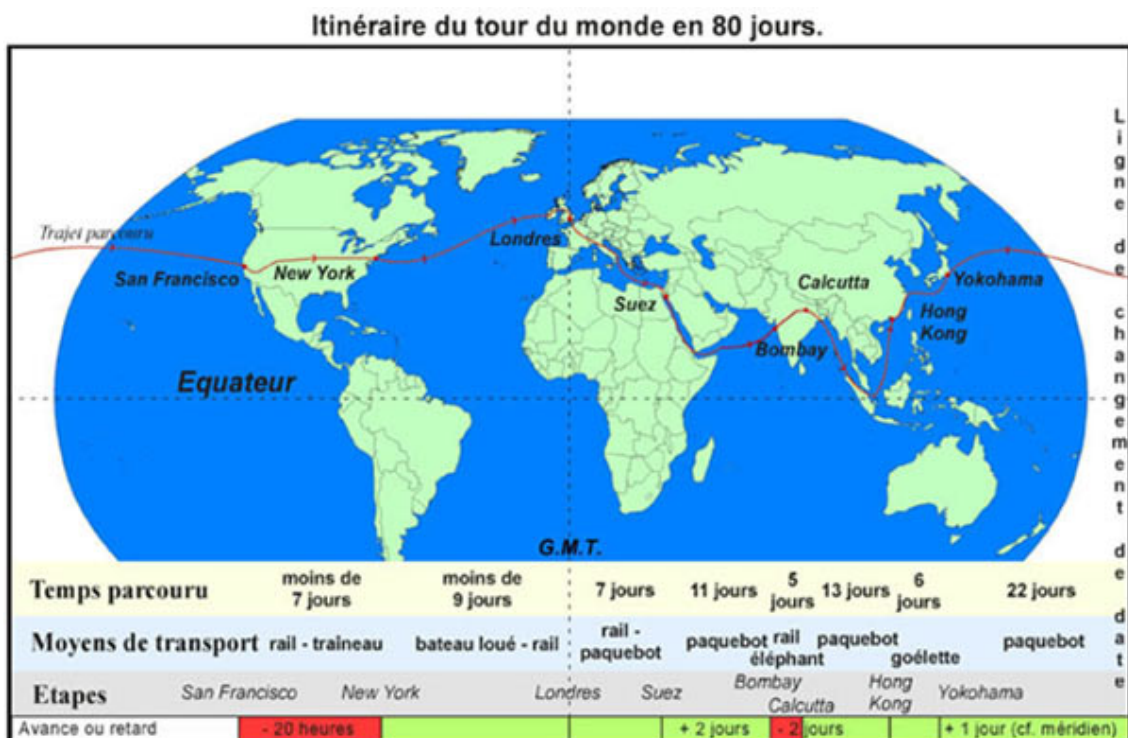 Itinéraire du tour du monde en 80 jours.
Trajet parcouru
San Francisco
New York
Londres
Suez
Calcutta
Bombay
Hong
Kong
Yokohama
Equateur
G.M.T.
Ligne de changement de date
Temps parcouru
moins de
7 jours
moins de
9 jours
7 jours
11 jours
5
jours
13 jours
6
jours
22 jours
Moyens de transport
rail - traîneau
bateau loué - rail
rail -
paquebot
paquebot
rail
éléphant
paquebot
goélette
paquebot
Etapes
San Francisco
New York
Londres
Suez
Bombay
Calcutta
Hong
Kong
Yokohama
Avance ou retard
- 20 heures
+ 2 jours
- 2 jours
+ 1 jour (cf. méridien)